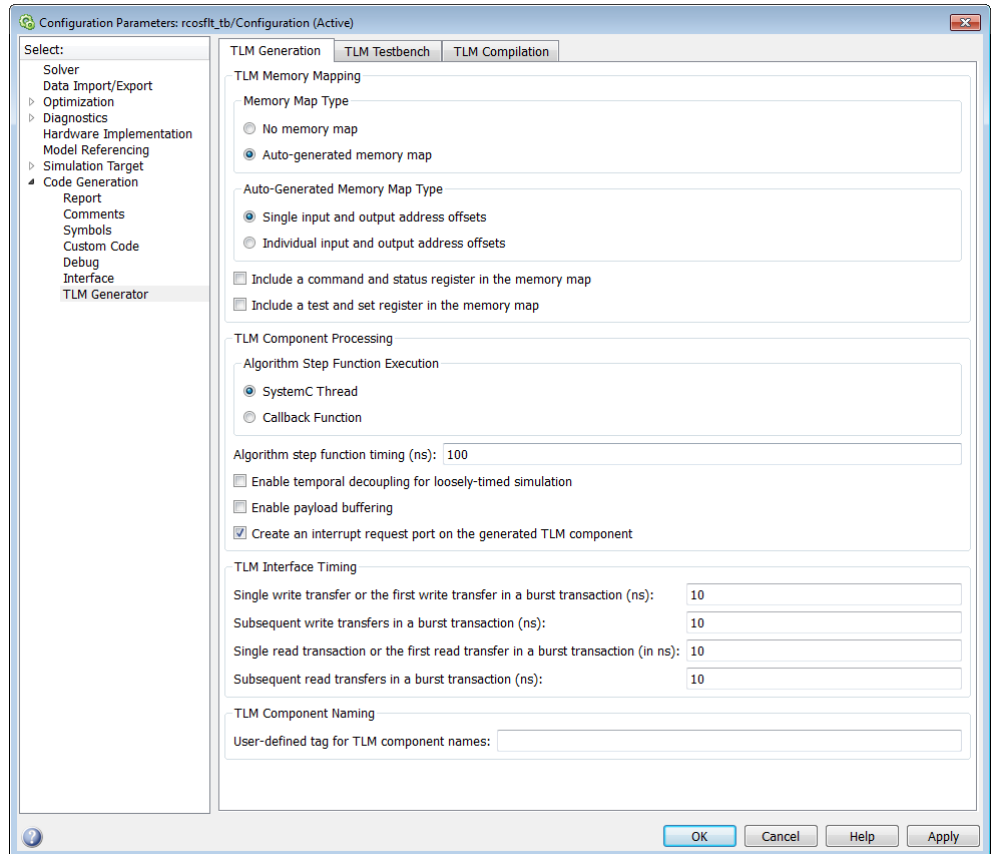 Configuration Parameters: rcosflt_tb/Configuration (Active)
Select:
Solver
Data Import/Export
Optimization
Diagnostics
Hardware Implementation
Model Referencing
Simulation Target
Code Generation
Report
Comments
Symbols
Custom Code
Debug
Interface
TLM Generator
TLM Generation TLM Testbench TLM Compilation
TLM Memory Mapping
Memory Map Type
No memory map
Auto-generated memory map
Auto-Generated Memory Map Type
Single input and output address offsets
Individual input and output address offsets
Include a command and status register in the memory map
Include a test and set register in the memory map
TLM Component Processing
Algorithm Step Function Execution
SystemC Thread
Callback Function
Algorithm step function timing (ns): 100
Enable temporal decoupling for loosely-timed simulation
Enable payload buffering
Create an interrupt request port on the generated TLM component
TLM Interface Timing
Single write transfer or the first write transfer in a burst transaction (ns): 10
Subsequent write transfers in a burst transaction (ns): 10
Single read transaction or the first read transfer in a burst transaction (in ns): 10
Subsequent read transfers in a burst transaction (ns): 10
TLM Component Naming
User-defined tag for TLM component names:
OK Cancel Help Apply